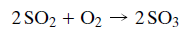 2 SO₂ + O₂ → 2 SO₃